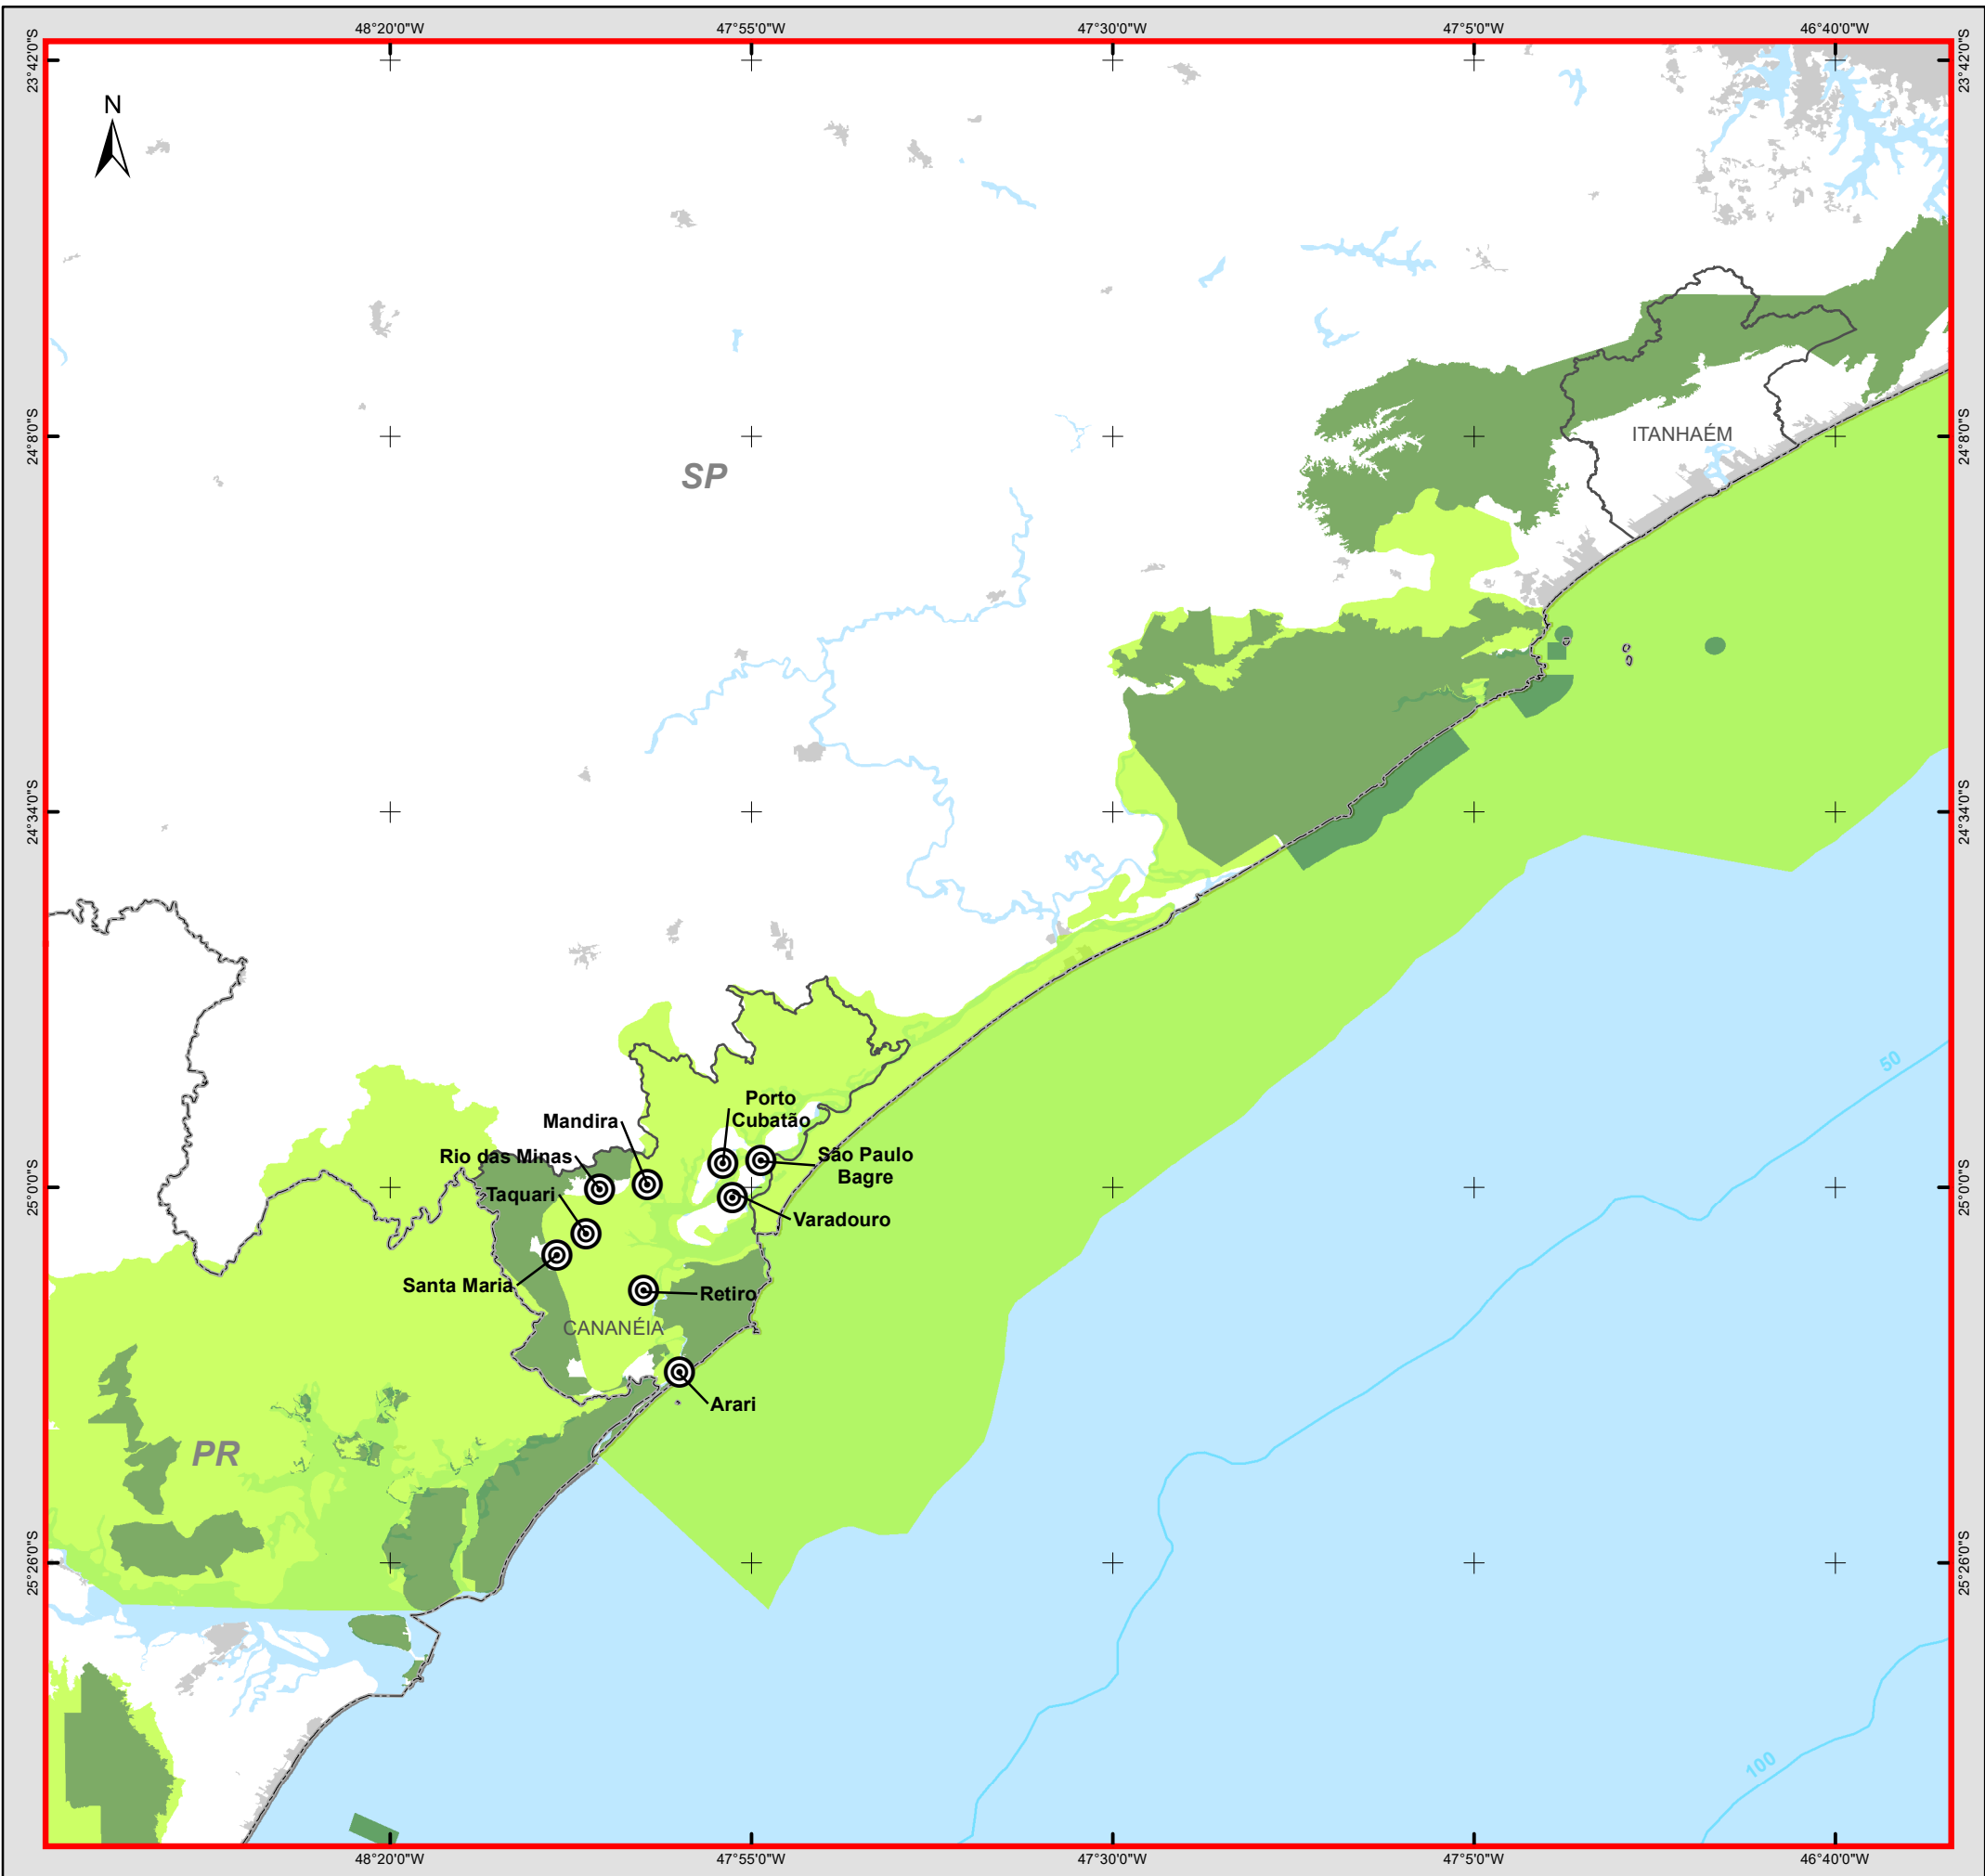 48°20'0"W
47°55'0"W
47°30'0"W
47°5'0"W
46°40'0"W
23°42'0"S
23°42'0"S
N
24°8'0"S
ITANHAÉM
24°8'0"S
SP
24°34'0"S
24°34'0"S
50
Porto
Cubatão
Mandira
São Paulo
Bagre
Rio das Minas
25°0'0"S
Taquari
25°0'0"S
Varadouro
Santa Maria
Retiro
CANANÉIA
Arari
PR
25°26'0"S
25°26'0"S
100
48°20'0"W
47°55'0"W
47°30'0"W
47°5'0"W
46°40'0"W